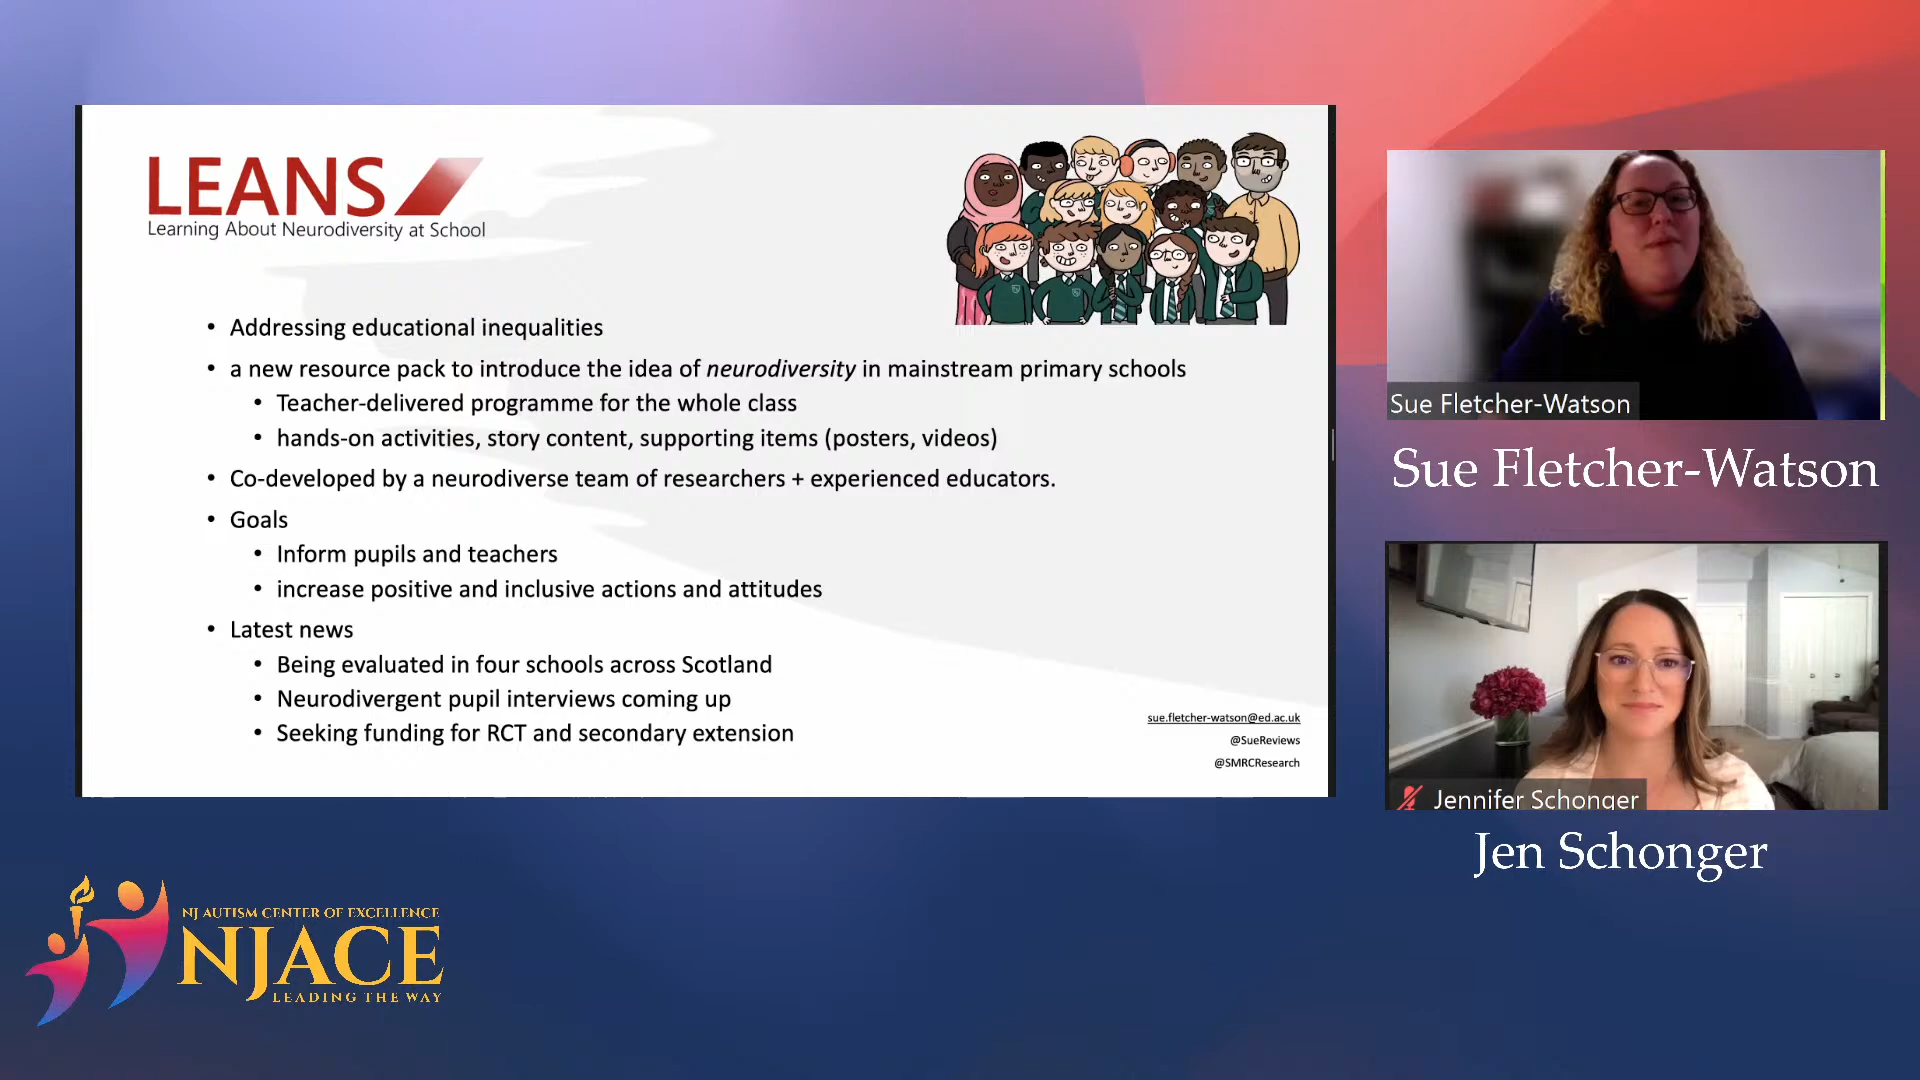 LEANS
Learning About Neurodiversity at School
• Addressing educational inequalities
• a new resource pack to introduce the idea of neurodiversity in mainstream primary schools
• Teacher-delivered programme for the whole class
• hands-on activities, story content, supporting items (posters, videos)
• Co-developed by a neurodiverse team of researchers + experienced educators.
• Goals
• Inform pupils and teachers
• increase positive and inclusive actions and attitudes
• Latest news
• Being evaluated in four schools across Scotland
• Neurodivergent pupil interviews coming up
• Seeking funding for RCT and secondary extension
sue.fletcher-watson@ed.ac.uk
@SueReviews
@SMRCResearch
Sue Fletcher-Watson
Sue Fletcher-Watson
Jennifer Schonger
Jen Schonger
NJ AUTISM CENTER OF EXCELLENCE
NJACE
LEADING THE WAY